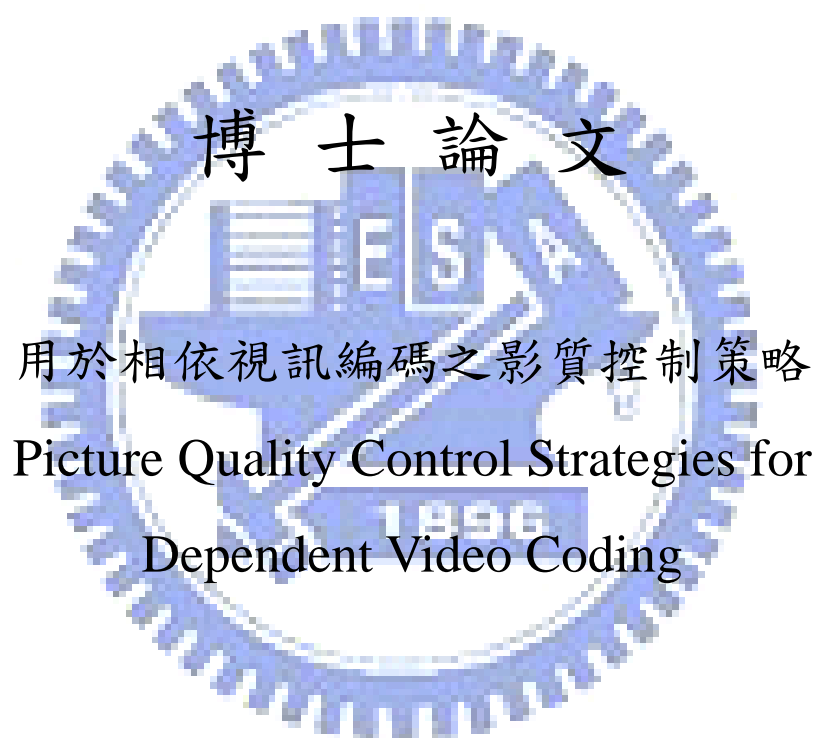 博 士 論 文
E S A
用於相依視訊編碼之影質控制策略
Picture Quality Control Strategies for
1896
Dependent Video Coding